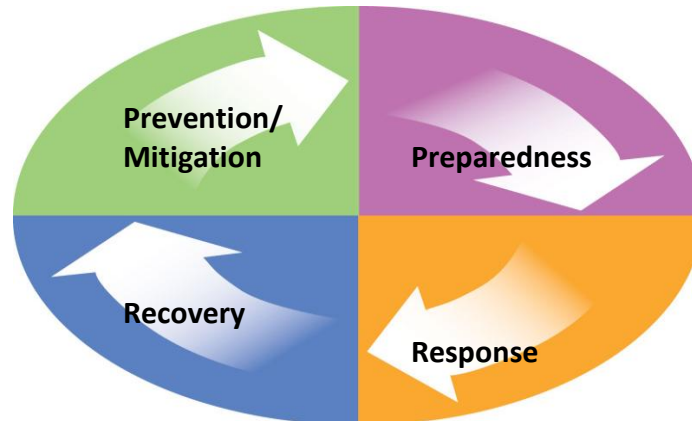 Prevention/
Mitigation
Preparedness
Recovery
Response